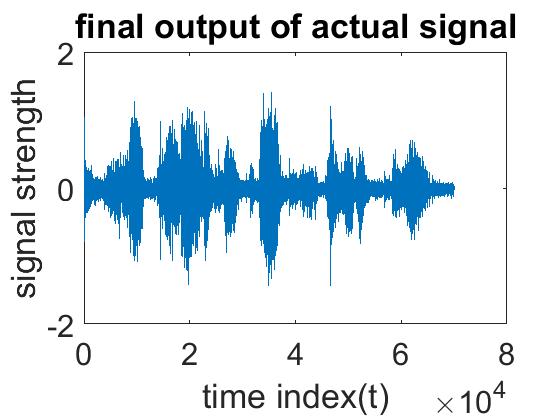 final output of actual signal
signal strength
2
0
-2
0 2 4 6 8
time index(t)
×10^4